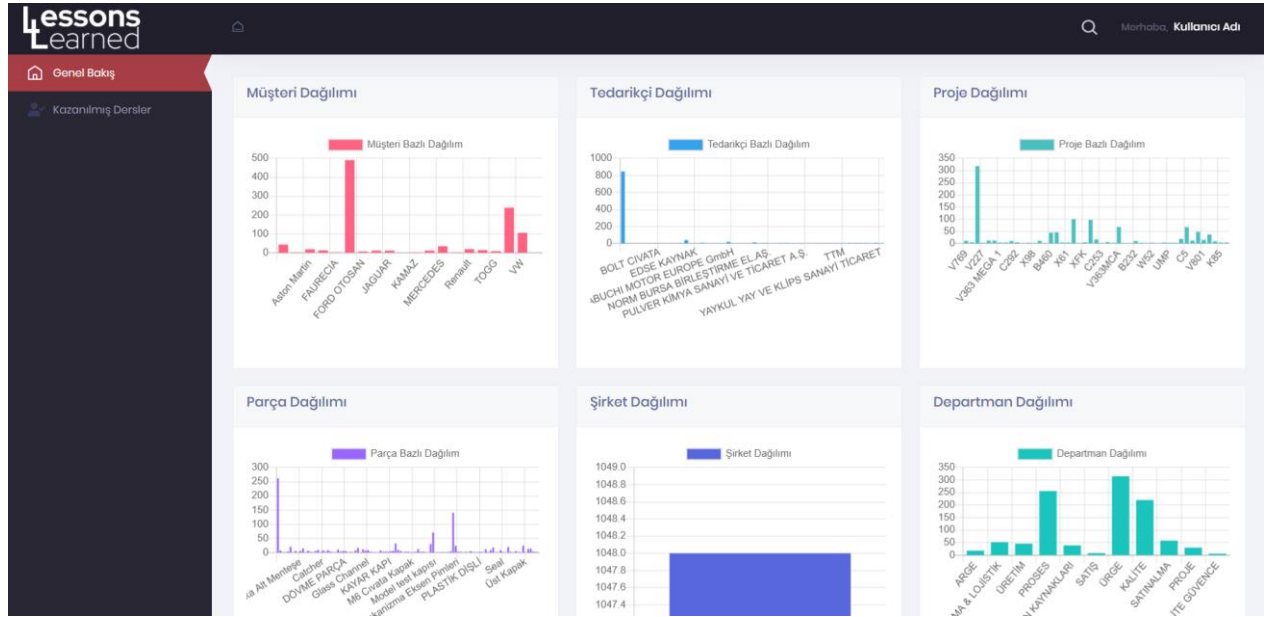 Lessons
Learned
Merhaba, Kullanıcı Adı
Genel Bakış
Kazanılmış Dersler
Müşteri Dağılımı
Müşteri Bazlı Dağılım
500
400
300
200
100
0
Aston Martin
FAURECIA
FORD OTOSAN
JAGUAR
KAMAZ
MERCEDES
Renault
TOGG
VW
Tedarikçi Dağılımı
Tedarikçi Bazlı Dağılım
1000
800
600
400
200
0
BOLT CIVATA
EDSE KAYNAK
ABUCHI MOTOR EUROPE GmbH
NORM BURSA BİRLEŞTİRME EL.AŞ.
PULVER KİMYA SANAYİ VE TİCARET A.Ş.
TTM
YAYKUL YAY VE KLİPS SANAYİ TİCARET
Proje Dağılımı
Proje Bazlı Dağılım
350
300
250
200
150
100
50
0
V769
V227
V363 MEGA 1
C292
X98
B460
X61
XFK
C253
V363MCA
B232
W52
UMP
C5
V801
K85
Parça Dağılımı
Parça Bazlı Dağılım
300
250
200
150
100
50
0
a Alt Menteşe
Catcher
DÖVME PARÇA
Glass Channel
KAYAR KAPI
M6 Cıvata Kapak
Model test kapısı
kanizma Eksen Pimleri
PLASTİK DİŞLİ
Seal
Üst Kapak
Şirket Dağılımı
Şirket Dağılımı
1049.0
1048.8
1048.6
1048.4
1048.2
1048.0
1047.8
1047.6
1047.4
Departman Dağılımı
Departman Dağılımı
350
300
250
200
150
100
50
0
ARGE
MA & LOJİSTİK
ÜRETİM
PROSES
N KAYNAKLARI
SATIŞ
ÜRGE
KALİTE
SATINALMA
PROJE
İTE GÜVENCE